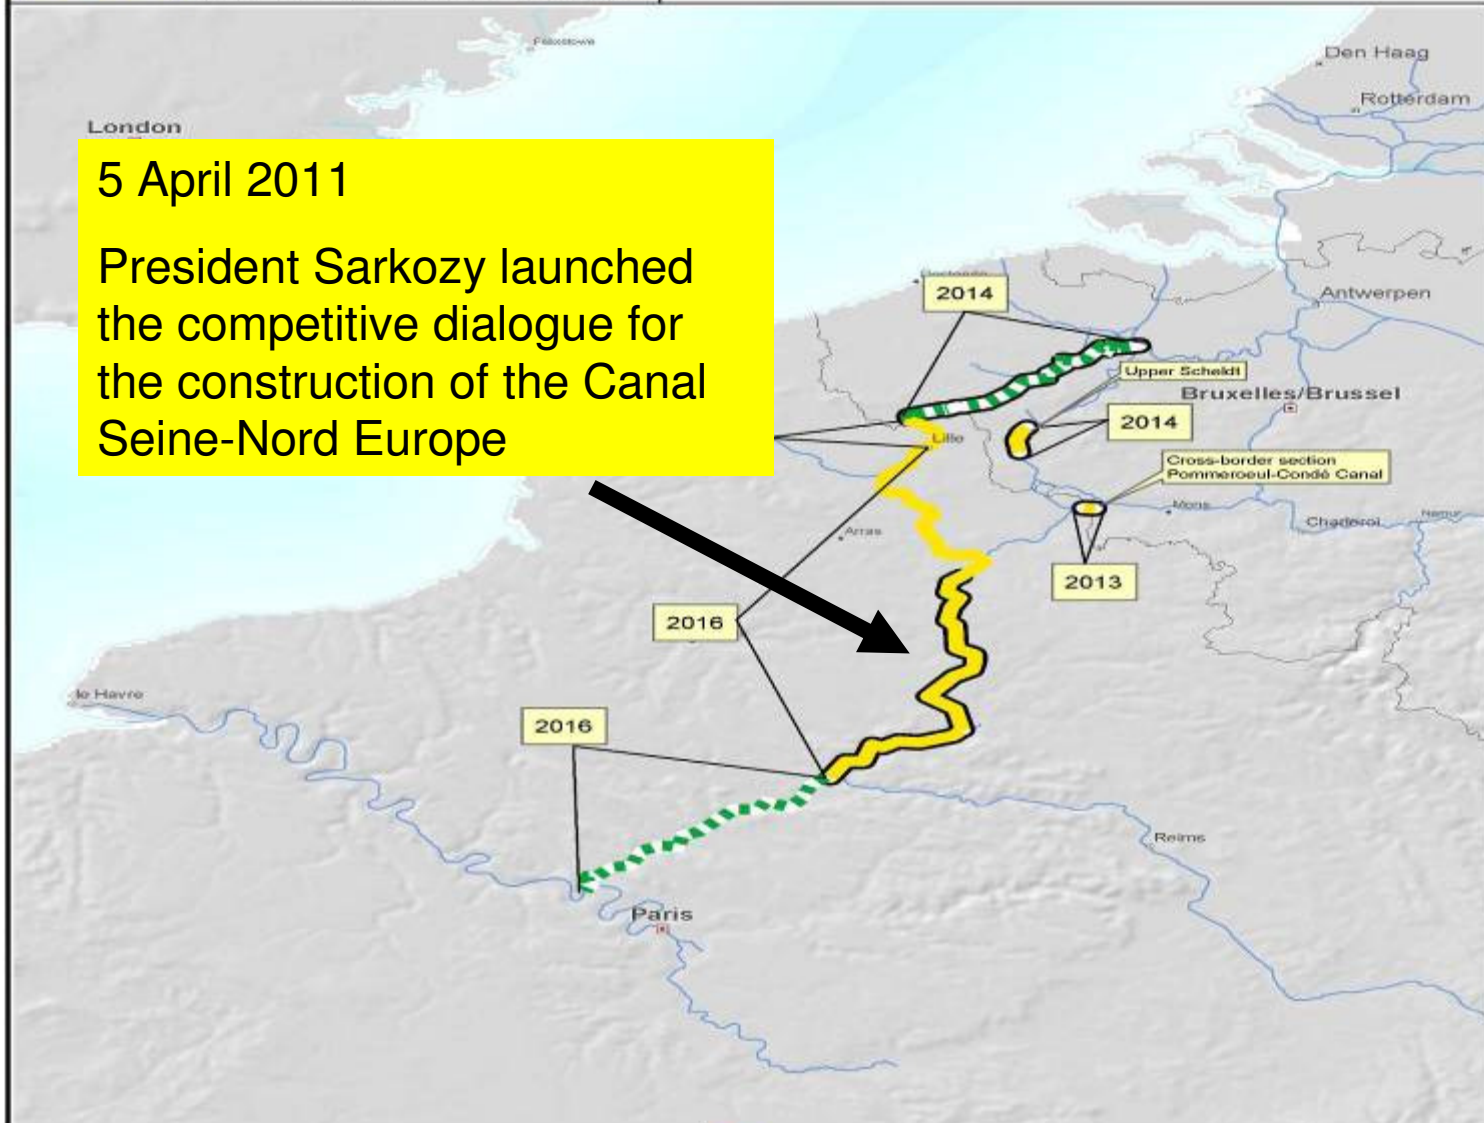 Felixstowe
Den Haag
Rotterdam
London
5 April 2011
President Sarkozy launched
the competitive dialogue for
the construction of the Canal
Seine-Nord Europe
2014
Antwerpen
Upper Scheldt
Bruxelles/Brussel
2014
Lille
Cross-border section
Pommeroeul-Condé Canal
Mons
Charleroi
Namur
Arras
2013
2016
le Havre
2016
Reims
Paris